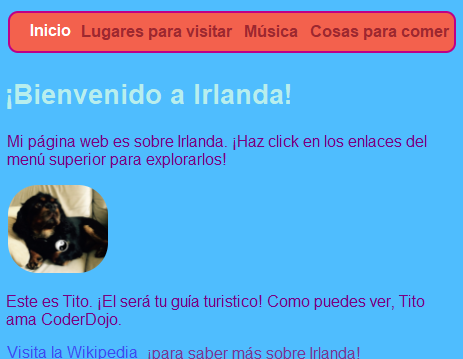 Inicio Lugares para visitar Música Cosas para comer
¡Bienvenido a Irlanda!
Mi página web es sobre Irlanda. ¡Haz click en los enlaces del
menú superior para explorarlos!
Este es Tito. ¡El será tu guía turistico! Como puedes ver, Tito
ama CoderDojo.
Visita la Wikipedia ¡para saber más sobre Irlanda!